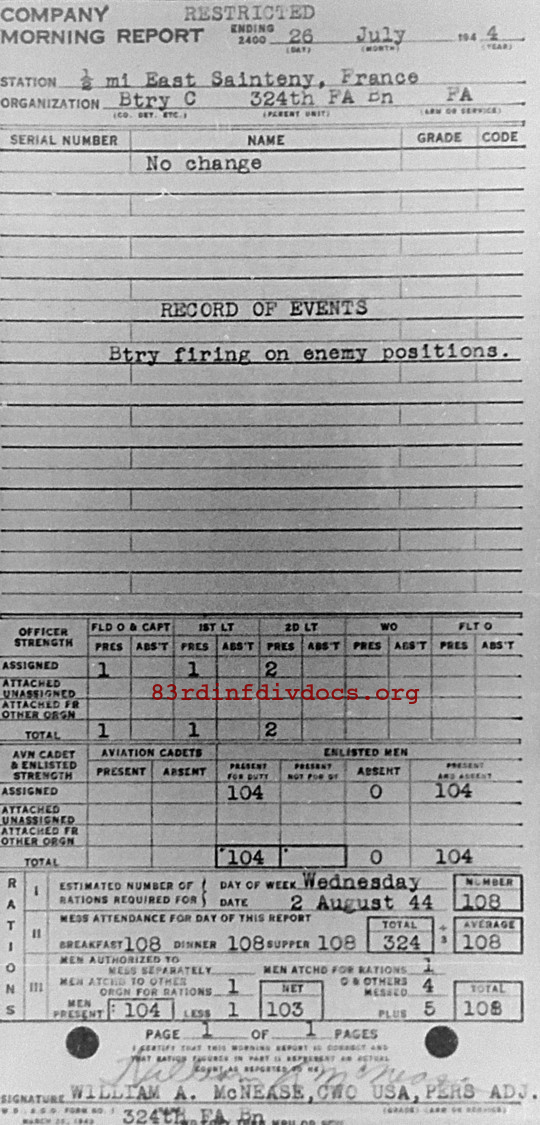 COMPANY RESTRICTED
MORNING REPORT ENDING 2400 26 July 1944
(DAY) (MONTH) (YEAR)
STATION ½ mi East Sainteny, France
ORGANIZATION Btry C 324th FA Bn FA
(CO. DET. ETC.) (PARENT UNIT) (ARM OR SERVICE)
SERIAL NUMBER NAME GRADE CODE
No change
RECORD OF EVENTS
Btry firing on enemy positions.
OFFICER STRENGTH FLD O & CAPT 1ST LT 2D LT WO FLT O
PRES ABS'T PRES ABS'T PRES ABS'T PRES ABS'T PRES ABS'T
ASSIGNED 1 1 2
ATTACHED UNASSIGNED
83rdinfdivdocs.org
ATTACHED FR OTHER ORGN
TOTAL 1 1 2
AVN CADET & ENLISTED STRENGTH AVIATION CADETS ENLISTED MEN
PRESENT ABSENT PRESENT FOR DUTY PRESENT NOT FOR DY ABSENT PRESENT AND ABSENT
ASSIGNED 104 0 104
ATTACHED UNASSIGNED
ATTACHED FR OTHER ORGN
TOTAL 104 0 104
RATIONS
I ESTIMATED NUMBER OF RATIONS REQUIRED FOR DAY OF WEEK Wednesday NUMBER
DATE 2 August 44 108
II MESS ATTENDANCE FOR DAY OF THIS REPORT TOTAL AVERAGE
BREAKFAST 108 DINNER 108 SUPPER 108 324 ÷ 3 108
III MEN AUTHORIZED TO MESS SEPARATELY MEN ATCHD FOR RATIONS 1
MEN ATCHD TO OTHER ORGN FOR RATIONS 1 NET O & OTHERS MESSED 4 TOTAL
MEN PRESENT 104 LESS 1 103 PLUS 5 108
PAGE 1 OF 1 PAGES
I CERTIFY THAT THIS MORNING REPORT IS CORRECT AND
THAT RATION FIGURES IN PART II REPRESENT AN ACTUAL
COUNT AS REPORTED TO ME
SIGNATURE WILLIAM A. McNEASE, CWO USA, PERS ADJ.
W.D., A.G.O. FORM NO. 1 (GRADE) (ARM OR SERVICE)
324th FA Bn